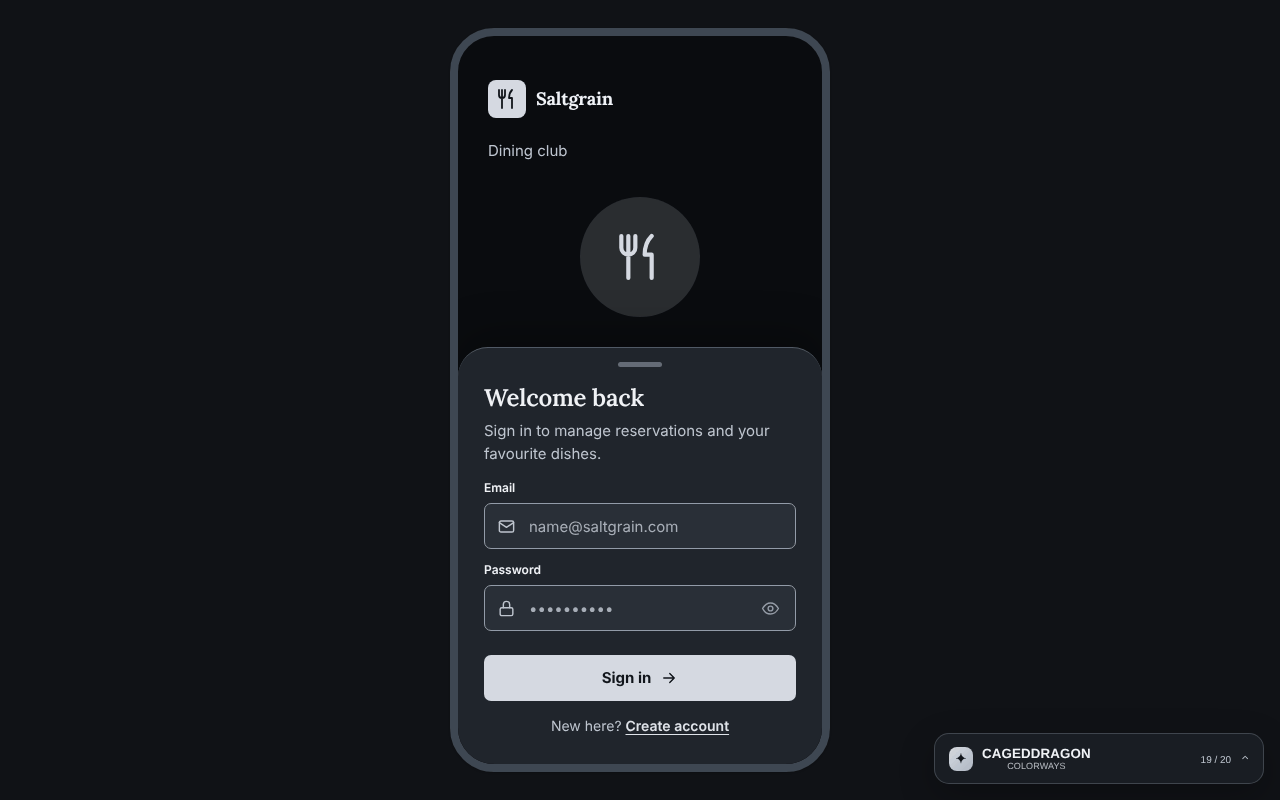 Saltgrain
Dining club
Welcome back
Sign in to manage reservations and your
favourite dishes.
Email
name@saltgrain.com
Password
••••••••••
Sign in →
New here? Create account
CAGEDDRAGON
COLORWAYS
19 / 20